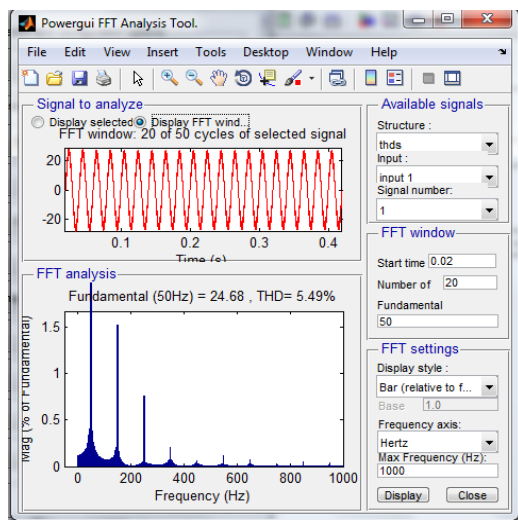 Powergui FFT Analysis Tool.
File Edit View Insert Tools Desktop Window Help
Signal to analyze
Display selected Display FFT wind...
FFT window: 20 of 50 cycles of selected signal
20
0
-20
0.1 0.2 0.3 0.4
Time (s)
FFT analysis
Fundamental (50Hz) = 24.68 , THD= 5.49%
Mag (% of Fundamental)
1.5
1
0.5
0
0 200 400 600 800 1000
Frequency (Hz)
Available signals
Structure :
thds
Input :
input 1
Signal number:
1
FFT window
Start time 0.02
Number of 20
Fundamental
50
FFT settings
Display style :
Bar (relative to f...
Base 1.0
Frequency axis:
Hertz
Max Frequency (Hz):
1000
Display Close